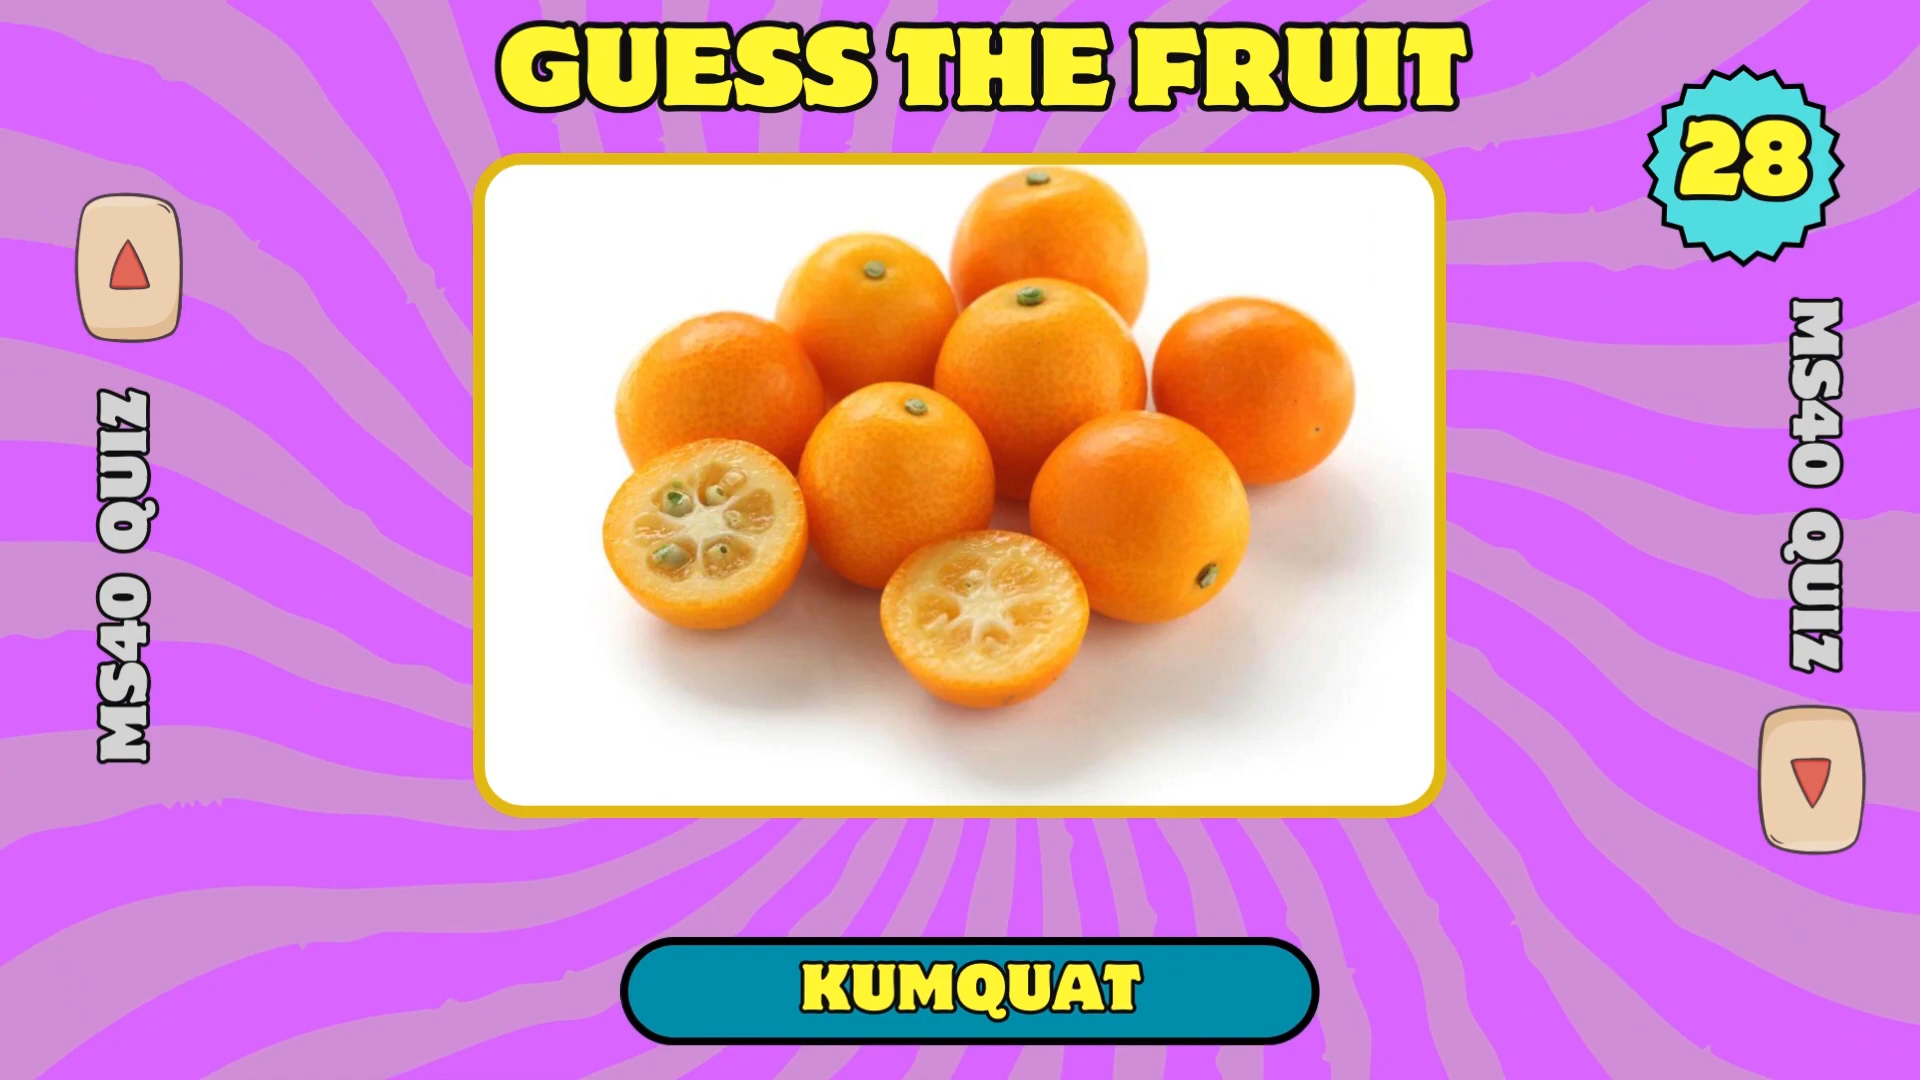 GUESS THE FRUIT
28
MS40 QUIZ
MS40 QUIZ
KUMQUAT